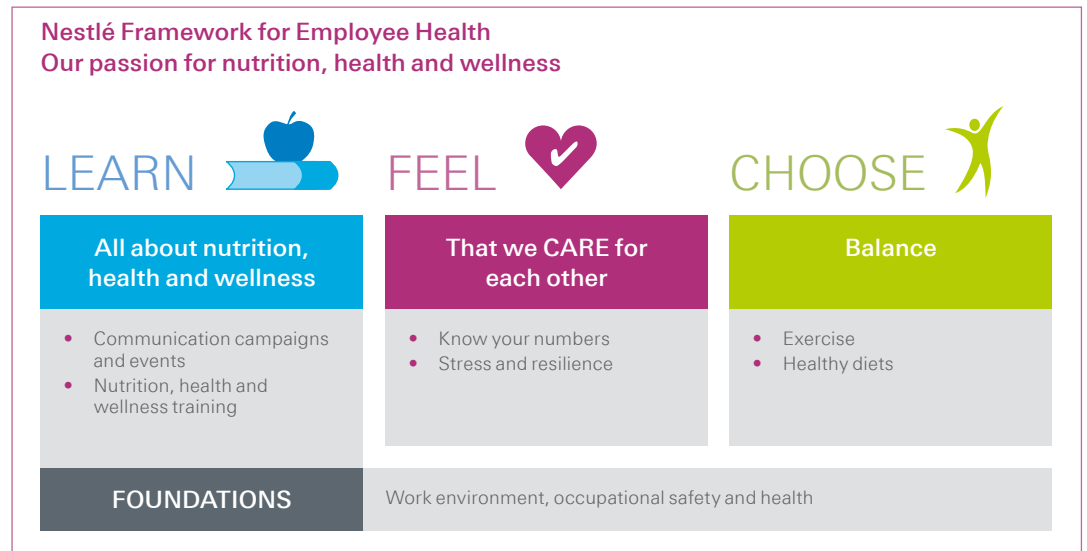 Nestlé Framework for Employee Health
Our passion for nutrition, health and wellness
LEARN
All about nutrition,
health and wellness
• Communication campaigns
and events
• Nutrition, health and
wellness training
FEEL
That we CARE for
each other
• Know your numbers
• Stress and resilience
CHOOSE
Balance
• Exercise
• Healthy diets
FOUNDATIONS
Work environment, occupational safety and health